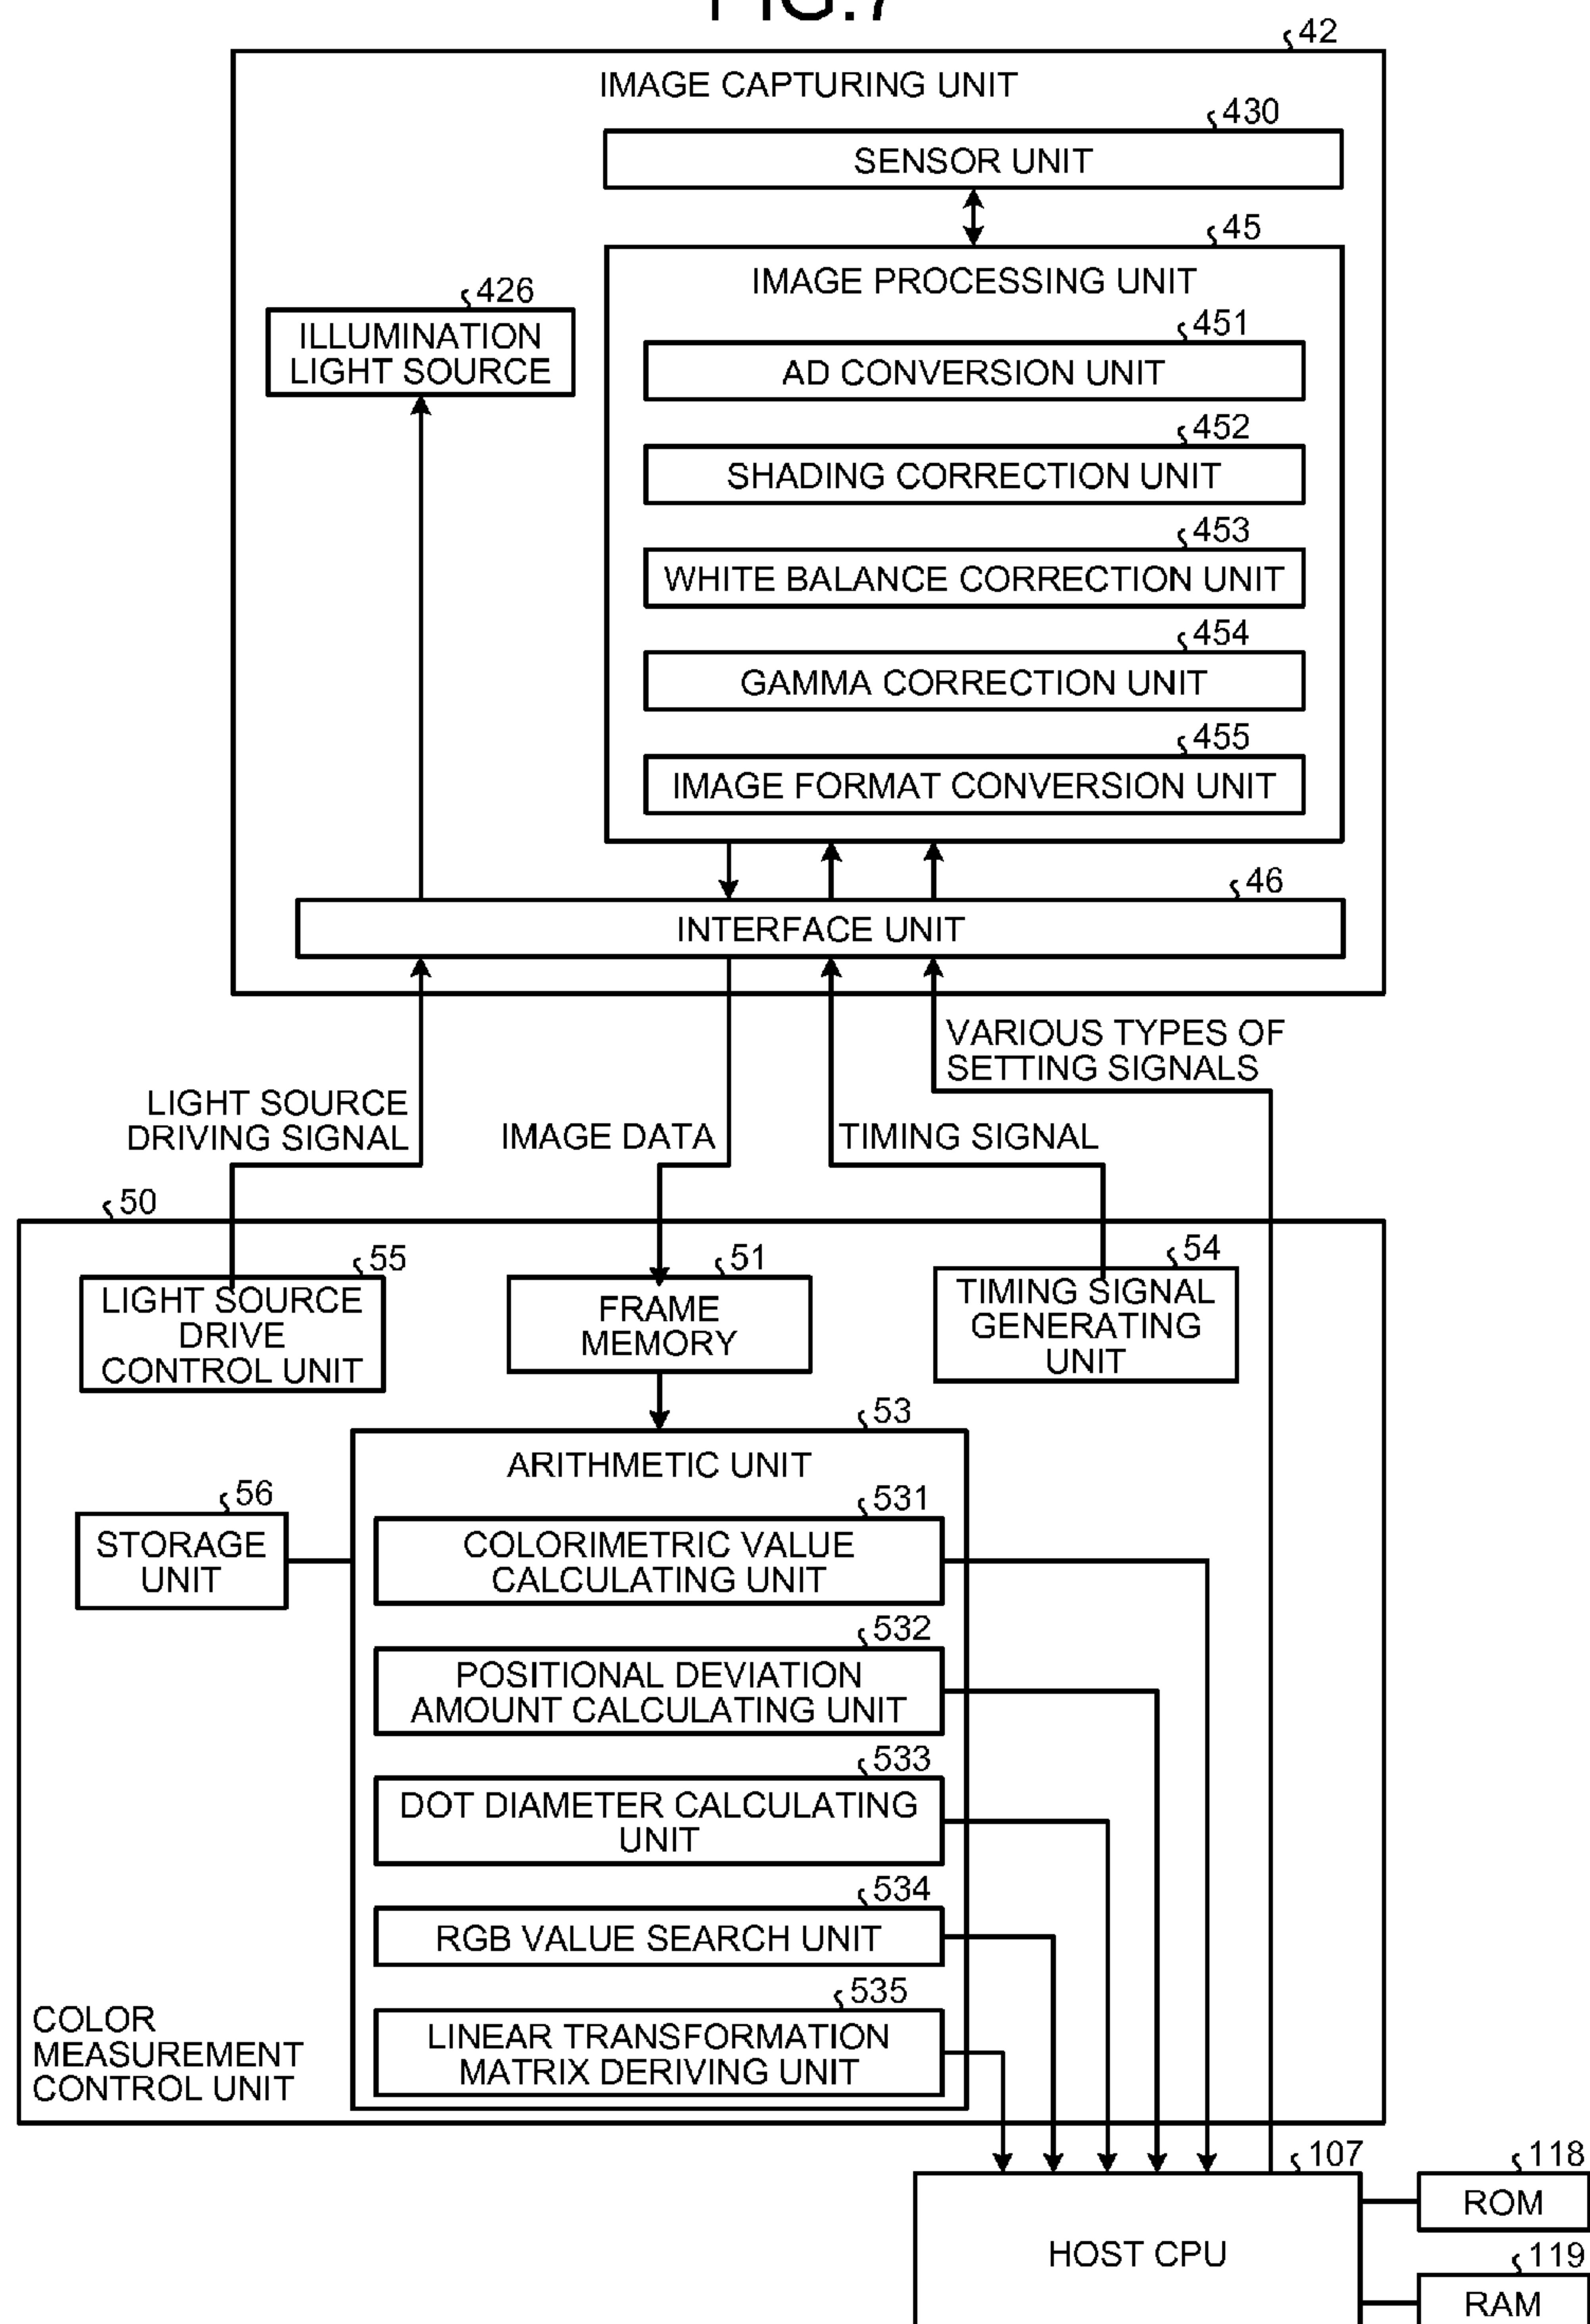 FIG.7
42
IMAGE CAPTURING UNIT
430
SENSOR UNIT
45
IMAGE PROCESSING UNIT
426
ILLUMINATION
LIGHT SOURCE
451
AD CONVERSION UNIT
452
SHADING CORRECTION UNIT
453
WHITE BALANCE CORRECTION UNIT
454
GAMMA CORRECTION UNIT
455
IMAGE FORMAT CONVERSION UNIT
46
INTERFACE UNIT
VARIOUS TYPES OF
SETTING SIGNALS
LIGHT SOURCE
DRIVING SIGNAL
IMAGE DATA
TIMING SIGNAL
50
55
LIGHT SOURCE
DRIVE
CONTROL UNIT
51
FRAME
MEMORY
54
TIMING SIGNAL
GENERATING
UNIT
53
ARITHMETIC UNIT
56
STORAGE
UNIT
531
COLORIMETRIC VALUE
CALCULATING UNIT
532
POSITIONAL DEVIATION
AMOUNT CALCULATING UNIT
533
DOT DIAMETER CALCULATING
UNIT
534
RGB VALUE SEARCH UNIT
535
LINEAR TRANSFORMATION
MATRIX DERIVING UNIT
COLOR
MEASUREMENT
CONTROL UNIT
107
HOST CPU
118
ROM
119
RAM